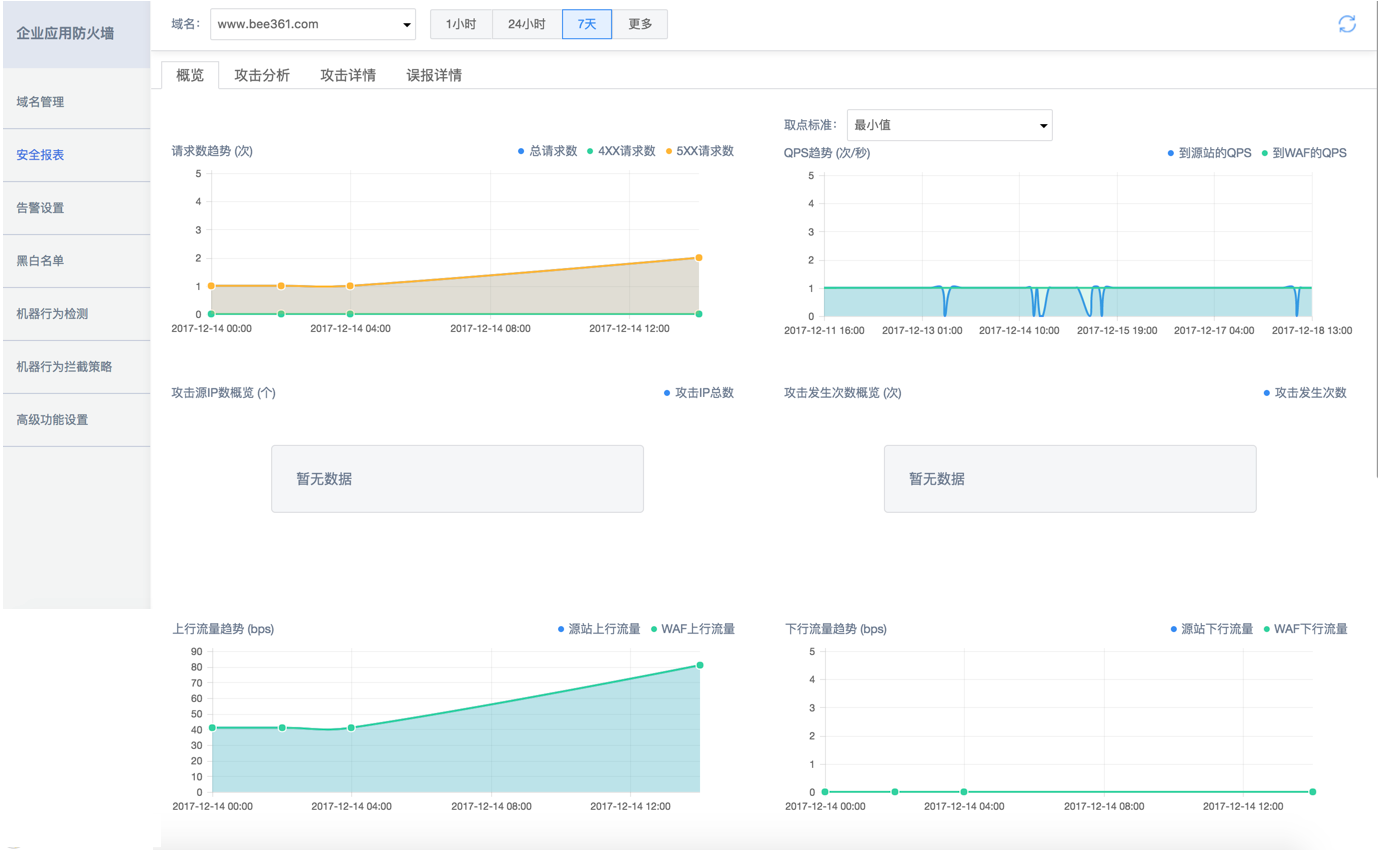 企业应用防火墙
域名管理
安全报表
告警设置
黑白名单
机器行为检测
机器行为拦截策略
高级功能设置
域名: www.bee361.com 1小时 24小时 7天 更多
概览 攻击分析 攻击详情 误报详情
请求数趋势 (次) 总请求数 4XX请求数 5XX请求数
5
4
3
2
1
0
2017-12-14 00:00 2017-12-14 04:00 2017-12-14 08:00 2017-12-14 12:00
取点标准: 最小值
QPS趋势 (次/秒) 到源站的QPS 到WAF的QPS
5
4
3
2
1
0
2017-12-11 16:00 2017-12-13 01:00 2017-12-14 10:00 2017-12-15 19:00 2017-12-17 04:00 2017-12-18 13:00
攻击源IP数概览 (个) 攻击IP总数
暂无数据
攻击发生次数概览 (次) 攻击发生次数
暂无数据
上行流量趋势 (bps) 源站上行流量 WAF上行流量
90
80
70
60
50
40
30
20
10
0
2017-12-14 00:00 2017-12-14 04:00 2017-12-14 08:00 2017-12-14 12:00
下行流量趋势 (bps) 源站下行流量 WAF下行流量
5
4
3
2
1
0
2017-12-14 00:00 2017-12-14 04:00 2017-12-14 08:00 2017-12-14 12:00